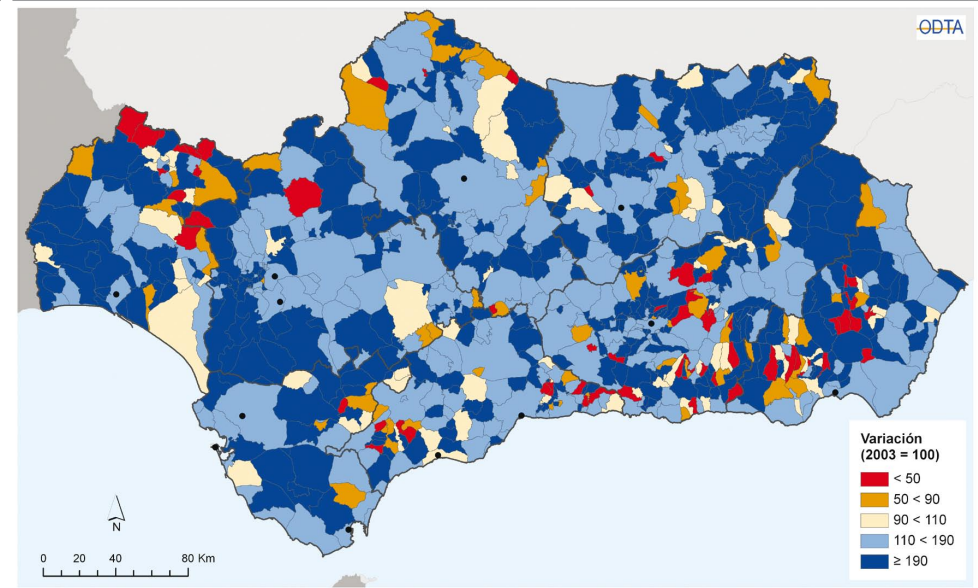 ODTA
Variación
(2003 = 100)
< 50
50 < 90
90 < 110
110 < 190
≥ 190
N
0 20 40 80 Km